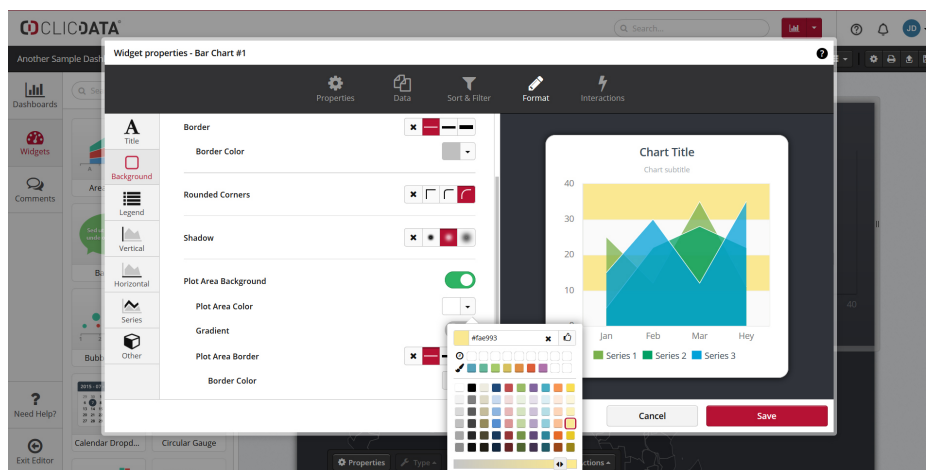 CLICDATA
Search...
JD
Another Sample Dash
Widget properties - Bar Chart #1
?
Properties
Data
Sort & Filter
Format
Interactions
Dashboards
Widgets
Comments
Need Help?
Exit Editor
A
Title
Background
Legend
Vertical
Horizontal
Series
Other
Border
Border Color
Rounded Corners
Shadow
Plot Area Background
Plot Area Color
Gradient
Plot Area Border
Border Color
#fae993
Chart Title
Chart subtitle
40
30
20
10
Jan
Feb
Mar
Hey
Series 1
Series 2
Series 3
Cancel
Save
40
Are
Ba
Bubb
Calendar Dropd...
Circular Gauge
Properties
Type
ctions